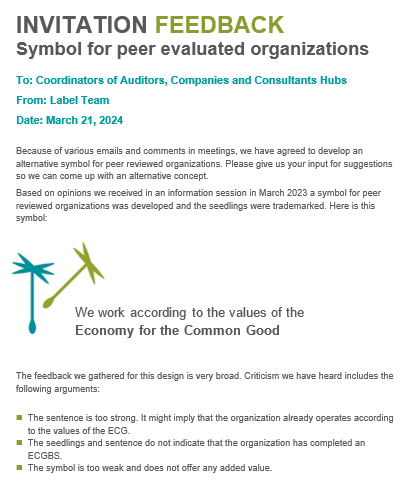 INVITATION FEEDBACK
Symbol for peer evaluated organizations
To: Coordinators of Auditors, Companies and Consultants Hubs
From: Label Team
Date: March 21, 2024
Because of various emails and comments in meetings, we have agreed to develop an
alternative symbol for peer reviewed organizations. Please give us your input for suggestions
so we can come up with an alternative concept.
Based on opinions we received in an information session in March 2023 a symbol for peer
reviewed organizations was developed and the seedlings were trademarked. Here is this
symbol:
We work according to the values of the
Economy for the Common Good
The feedback we gathered for this design is very broad. Criticism we have heard includes the
following arguments:
The sentence is too strong. It might imply that the organization already operates according
to the values of the ECG.
The seedlings and sentence do not indicate that the organization has completed an
ECGBS.
The symbol is too weak and does not offer any added value.